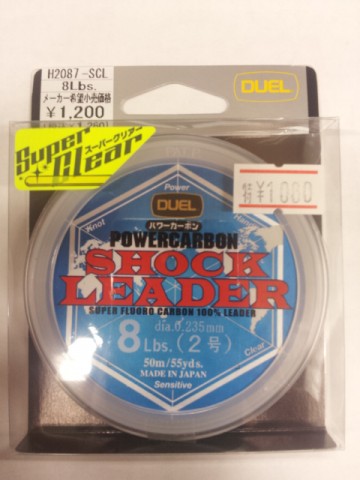 H2087-SCL
8Lbs.
メーカー希望小売価格
¥1,200
DUEL
Super
スーパークリアー
Clear
特¥1,080
Power
DUEL
Knot
パワーカーボン
POWERCARBON
SHOCK
LEADER
SUPER FLUORO CARBON 100% LEADER
dia.0.235mm
8Lbs.(2号)
Clear
50m/55yds.
MADE IN JAPAN
Sensitive